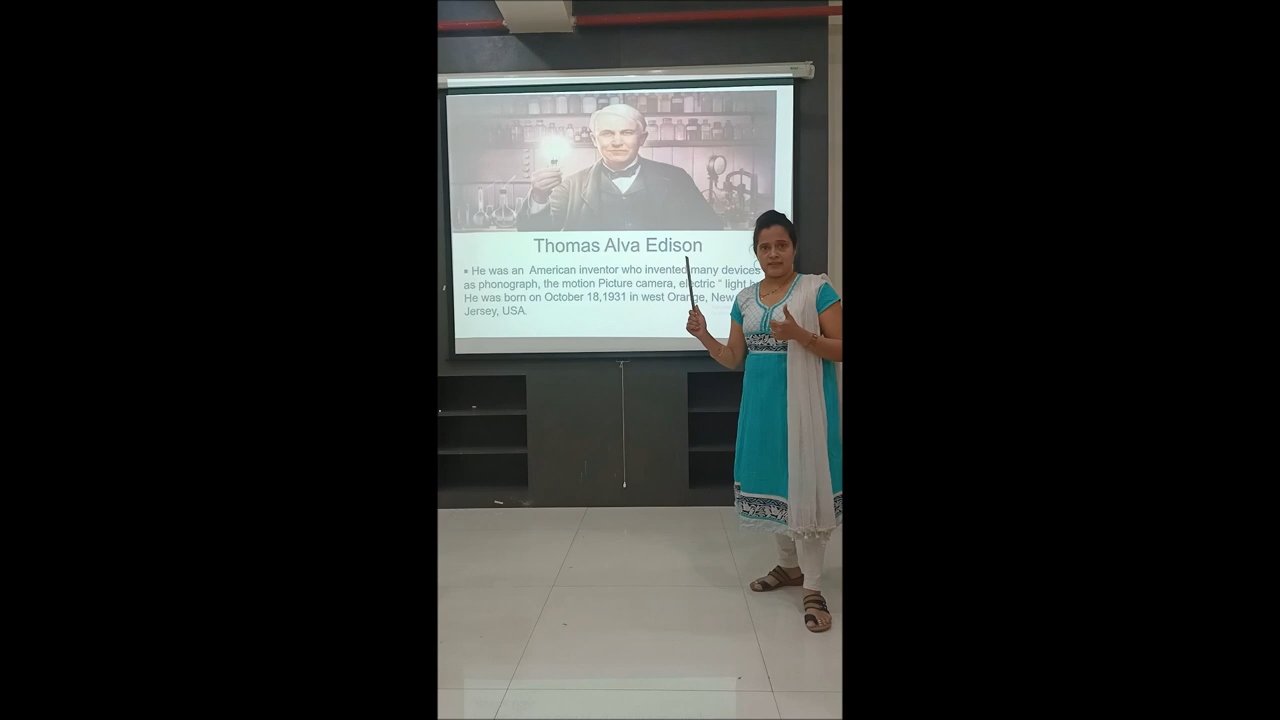 Thomas Alva Edison
▪ He was an American inventor who invented many devices
as phonograph, the motion Picture camera, electric " light
He was born on October 18,1931 in west Orange, New
Jersey, USA.